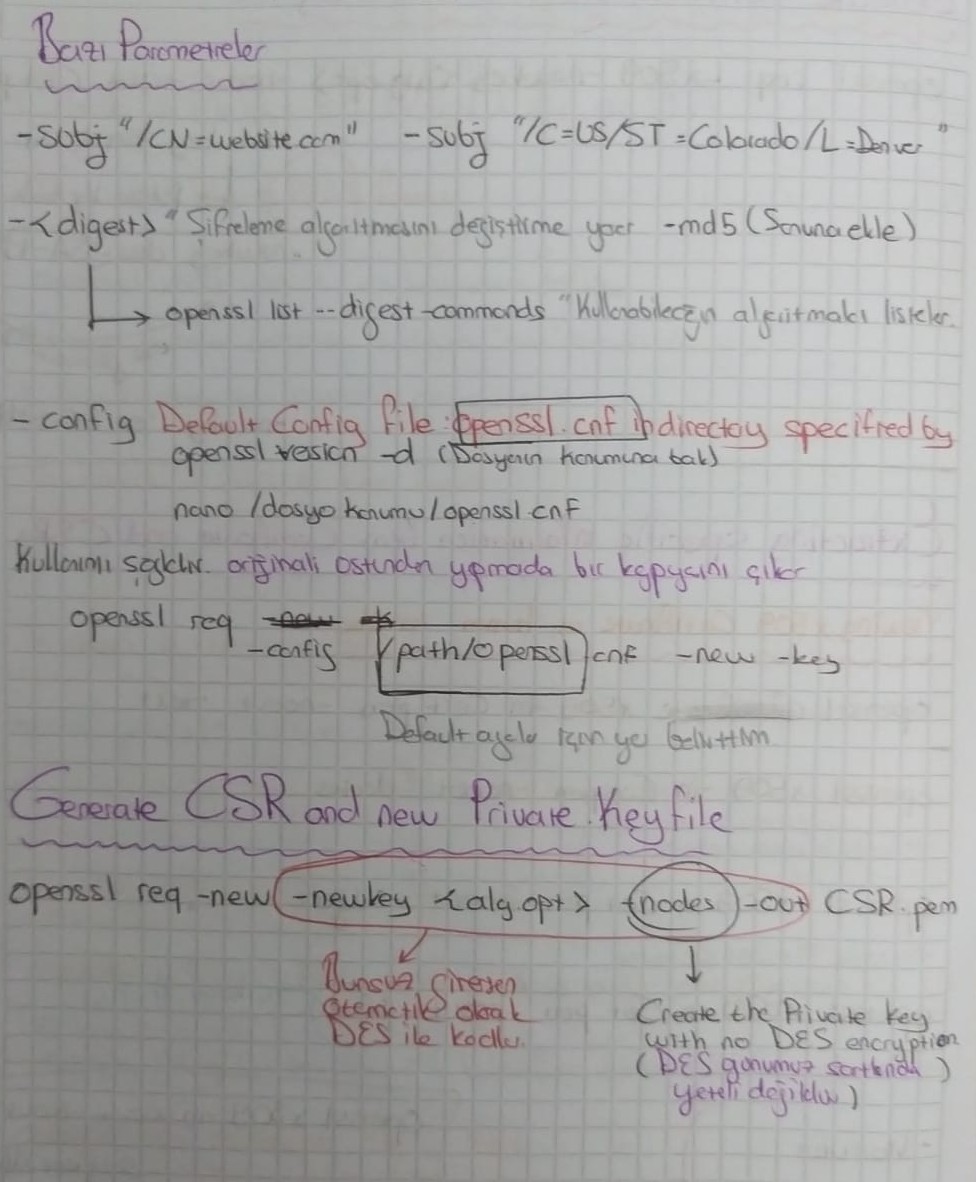 Bazı Parametreler
-subj "/CN=website.com" -subj "/C=US/ST=Colorado/L=Denver"
-<digest> "Şifreleme algoritmasını değiştirme yarar -md5 (Sonuna ekle)
openssl list --digest-commands "Kullanabileceğin algoritmaları listeler.
- config Default Config file: openssl.cnf in directory specified by
openssl version -d (Dosyanın konumuna bak)
nano /dosya konumu/openssl.cnf
Kullanımı sağklıv. orijinali üstünden yapmada bir kopyasını çıkar
openssl req
-config /path/openssl.cnf -new -key
Default ayarla için belirttim
Generate CSR and new Private Key file
openssl req -new -newkey <alg.opt> -nodes -out CSR.pem
Bunsuz girersen
otomatik olarak
DES ile kodlar.
Create the Private key
with no DES encryption
(DES günümüz şartlarında)
yeterli değildir)